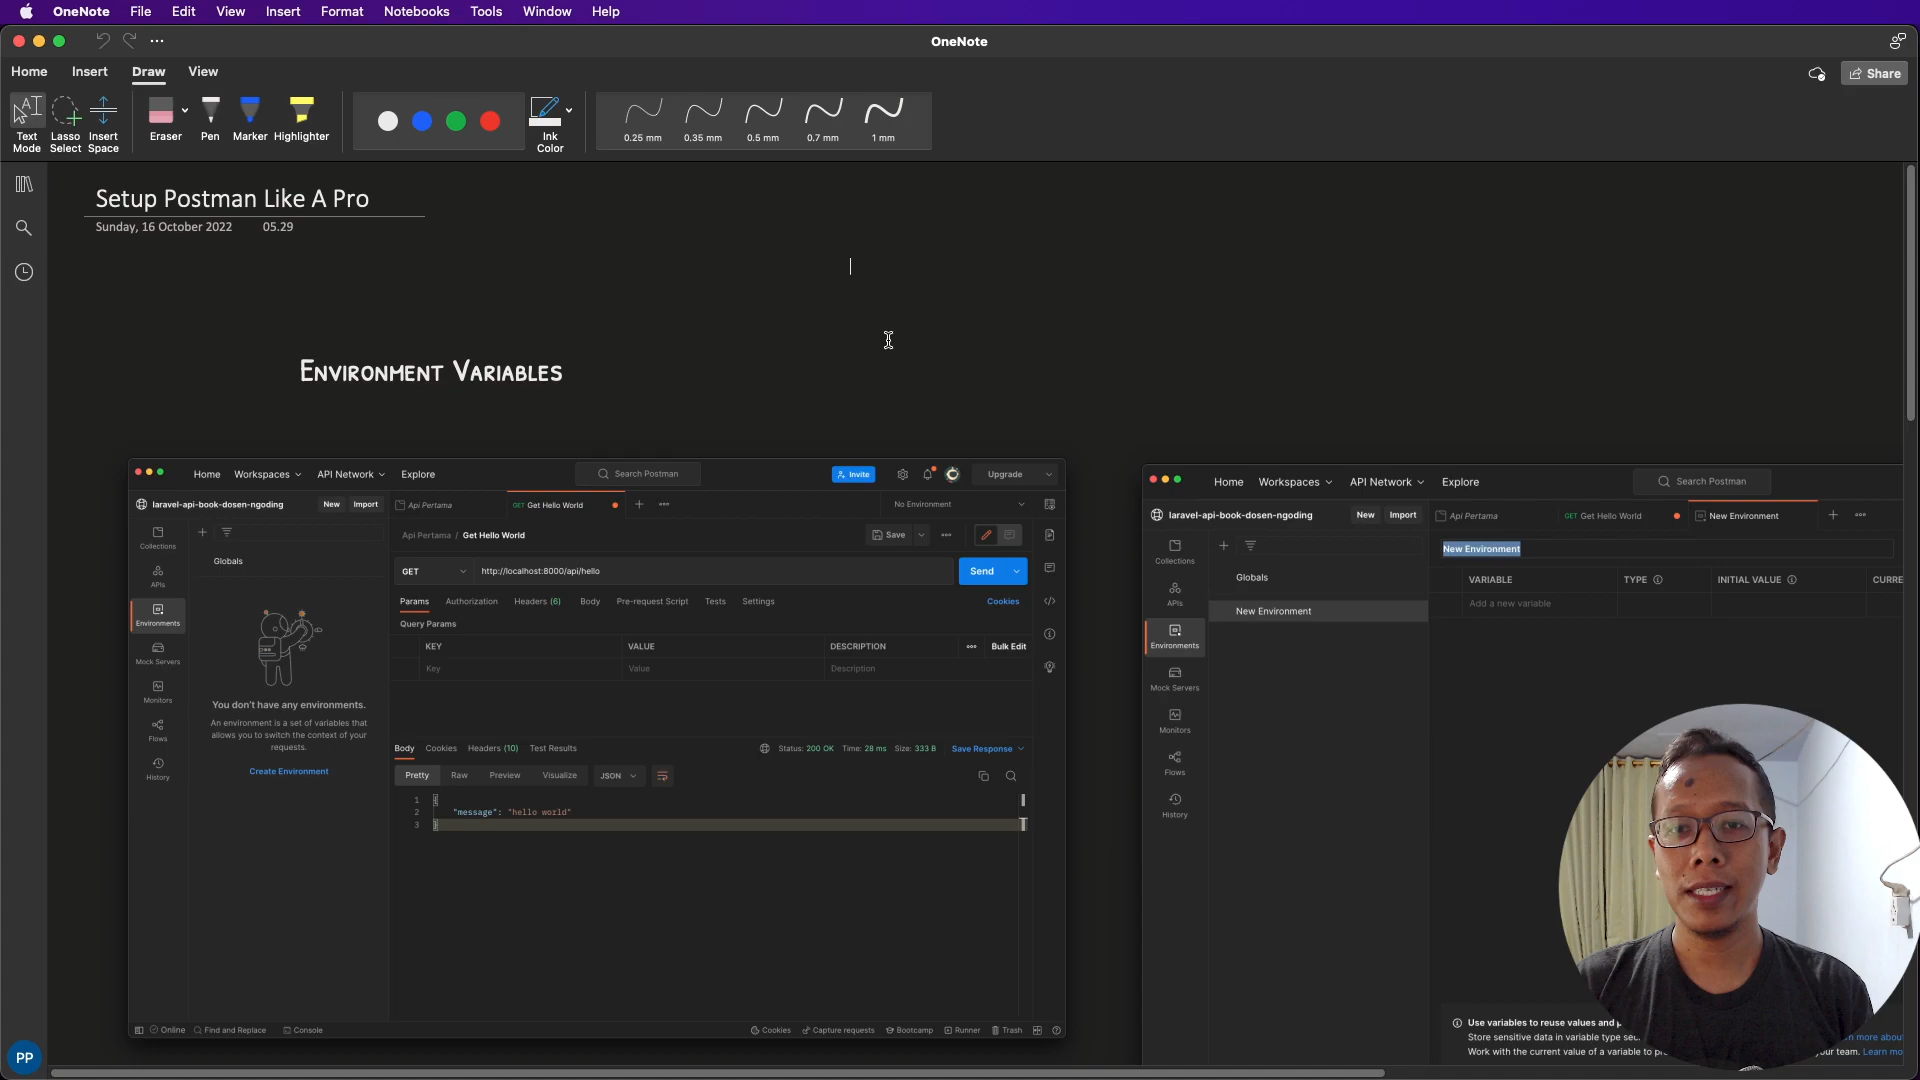 OneNote File Edit View Insert Format Notebooks Tools Window Help
OneNote
Home Insert Draw View
Share
Text Mode
Lasso Select
Insert Space
Eraser
Pen
Marker
Highlighter
Ink Color
0.25 mm 0.35 mm 0.5 mm 0.7 mm 1 mm
Setup Postman Like A Pro
Sunday, 16 October 2022 05.29
Environment Variables
Home Workspaces API Network Explore Search Postman Invite Upgrade
laravel-api-book-dosen-ngoding New Import Api Pertama GET Get Hello World No Environment
Collections
APIs
Environments
Mock Servers
Monitors
Flows
History
Globals
You don't have any environments.
An environment is a set of variables that
allows you to switch the context of your
requests.
Create Environment
Api Pertama / Get Hello World Save
GET http://localhost:8000/api/hello Send
Params Authorization Headers (6) Body Pre-request Script Tests Settings Cookies
Query Params
KEY VALUE DESCRIPTION Bulk Edit
Key Value Description
Body Cookies Headers (10) Test Results Status: 200 OK Time: 28 ms Size: 333 B Save Response
Pretty Raw Preview Visualize JSON
1 {
2 "message": "hello world"
3 }
Online Find and Replace Console Cookies Capture requests Bootcamp Runner Trash
Home Workspaces API Network Explore Search Postman
laravel-api-book-dosen-ngoding New Import Api Pertama GET Get Hello World New Environment
Collections
APIs
Environments
Mock Servers
Monitors
Flows
History
Globals
New Environment
New Environment
VARIABLE TYPE INITIAL VALUE CURRE
Add a new variable
Use variables to reuse values and p
Store sensitive data in variable type sec
n more about
Work with the current value of a variable to pr
your team. Learn mo
PP